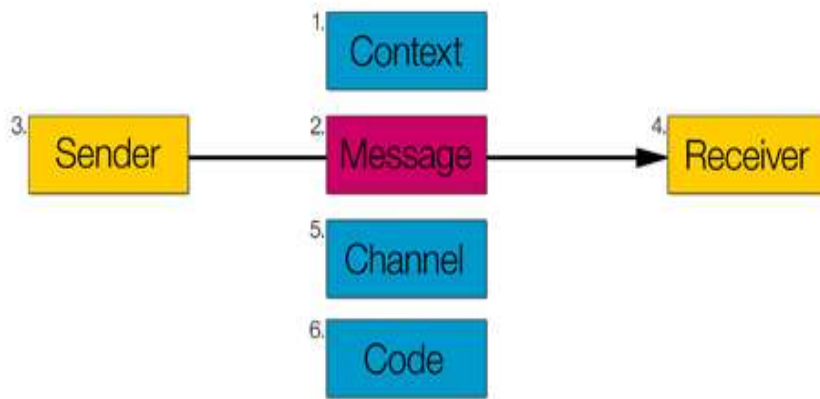 1. Context
3. Sender
2. Message
4. Receiver
5. Channel
6. Code